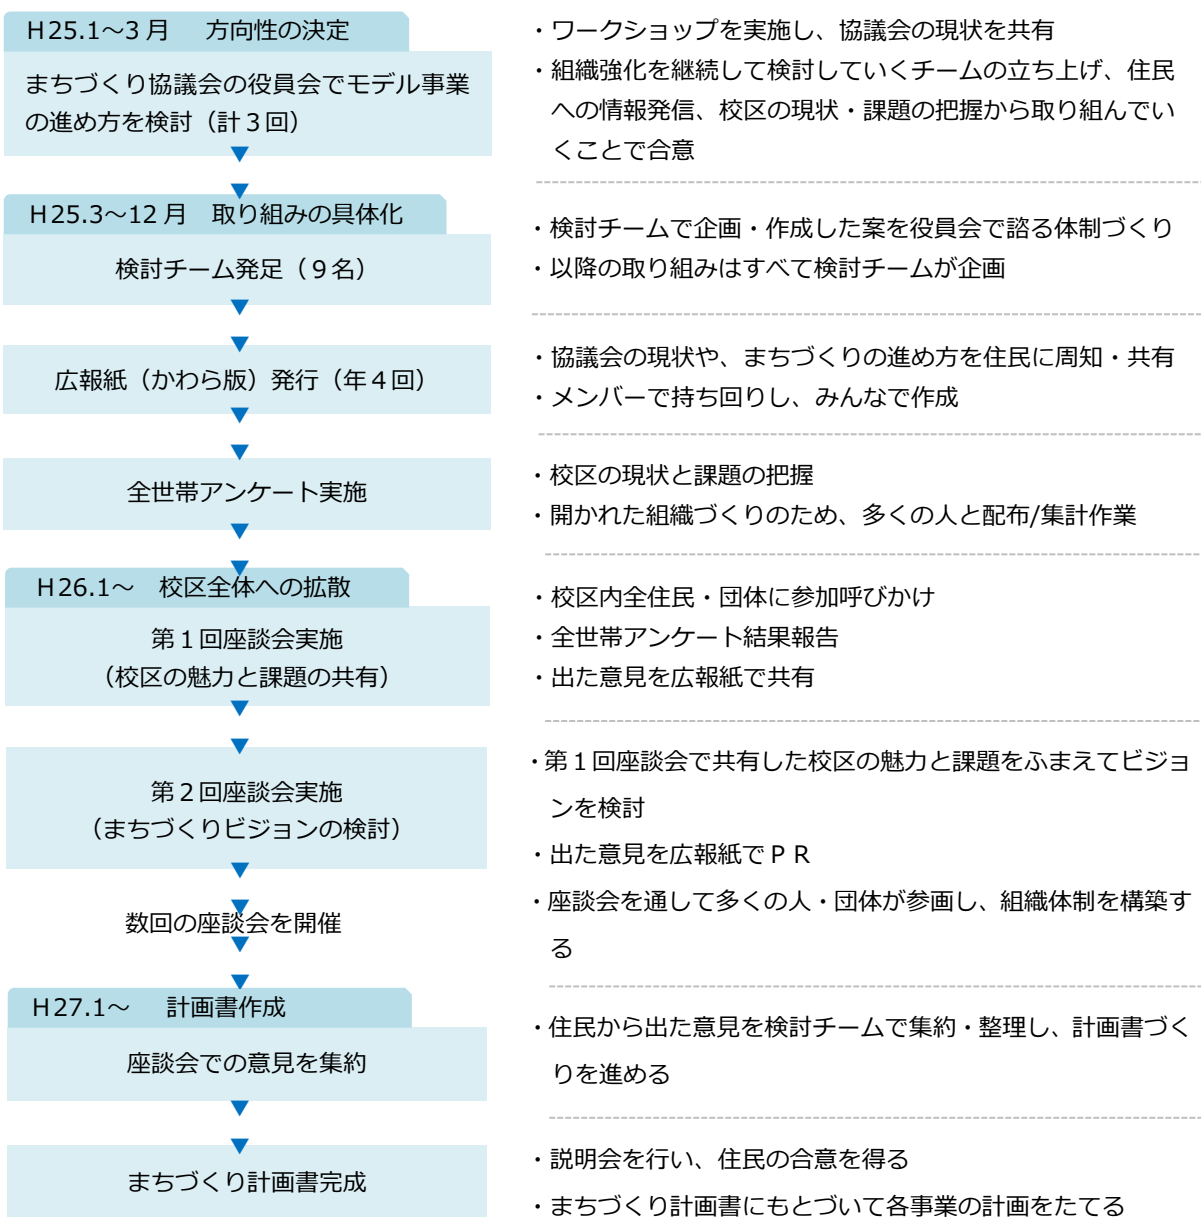 H25.1～3月　方向性の決定
まちづくり協議会の役員会でモデル事業
の進め方を検討（計３回）
・ワークショップを実施し、協議会の現状を共有
・組織強化を継続して検討していくチームの立ち上げ、住民
への情報発信、校区の現状・課題の把握から取り組んでい
くことで合意
H25.3～12月　取り組みの具体化
検討チーム発足（９名）
・検討チームで企画・作成した案を役員会で諮る体制づくり
・以降の取り組みはすべて検討チームが企画
広報紙（かわら版）発行（年４回）
・協議会の現状や、まちづくりの進め方を住民に周知・共有
・メンバーで持ち回りし、みんなで作成
全世帯アンケート実施
・校区の現状と課題の把握
・開かれた組織づくりのため、多くの人と配布/集計作業
H26.1～　校区全体への拡散
第１回座談会実施
（校区の魅力と課題の共有）
・校区内全住民・団体に参加呼びかけ
・全世帯アンケート結果報告
・出た意見を広報紙で共有
第２回座談会実施
（まちづくりビジョンの検討）
・第１回座談会で共有した校区の魅力と課題をふまえてビジョ
ンを検討
・出た意見を広報紙でＰＲ
・座談会を通して多くの人・団体が参画し、組織体制を構築す
る
数回の座談会を開催
H27.1～　計画書作成
座談会での意見を集約
・住民から出た意見を検討チームで集約・整理し、計画書づく
りを進める
まちづくり計画書完成
・説明会を行い、住民の合意を得る
・まちづくり計画書にもとづいて各事業の計画をたてる